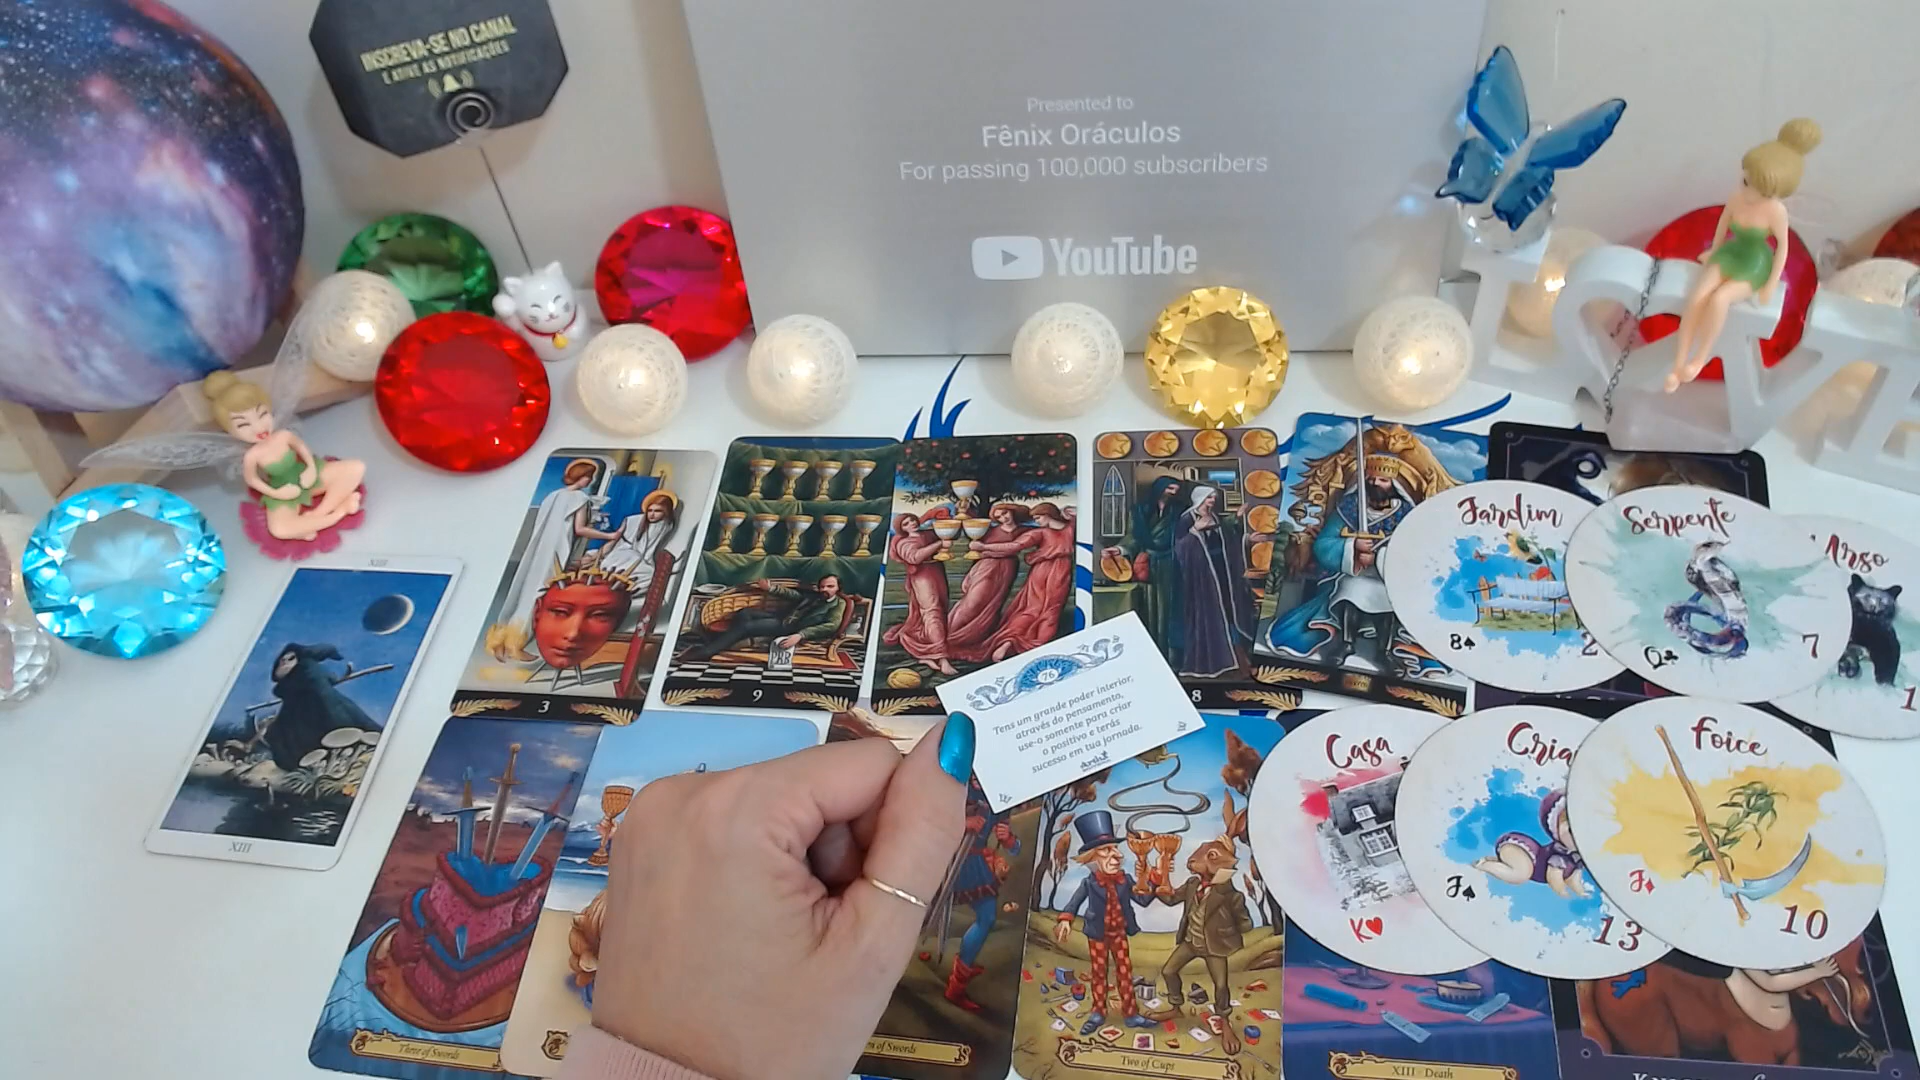 INSCREVA-SE NO CANAL
E ATIVE AS NOTIFICAÇÕES
Presented to
Fênix Oráculos
For passing 100,000 subscribers
YouTube
XIII
XIII
3
9
8
Jardim
8♠
2
Serpente
Q♣
7
Urso
1
76
Tens um grande poder interior,
através do pensamento,
use-o somente para criar
o positivo e terás
sucesso em tua jornada.
Casa
K♥
Cria
J♠
13
Foice
J♦
10
Three of Swords
of Swords
Two of Cups
XIII - Death